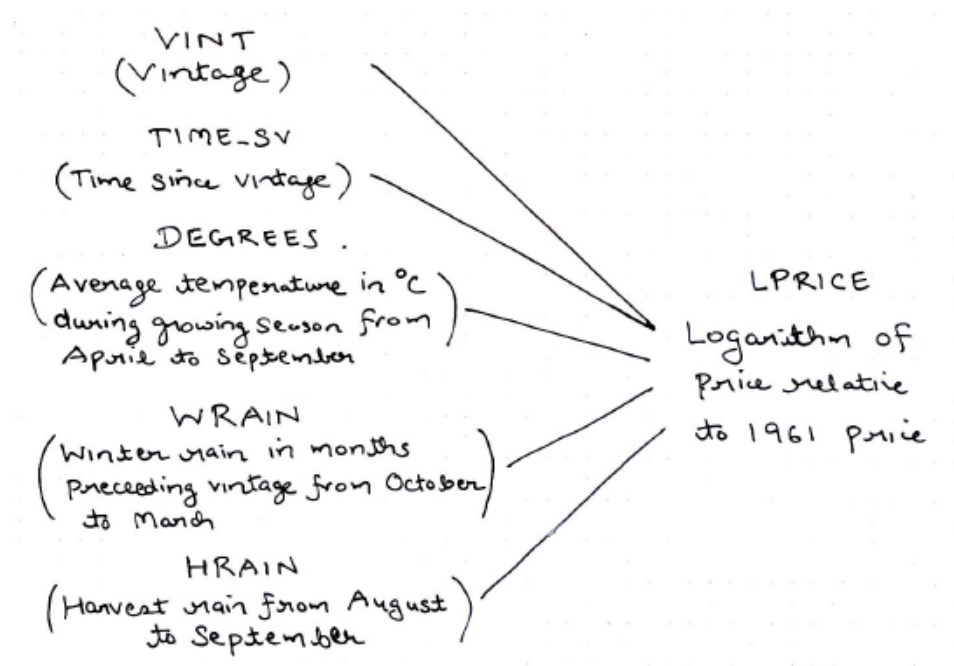 VINT
(Vintage)
TIME_SV
(Time since vintage)
DEGREES.
(Average temperature in °C
during growing season from
April to September)
WRAIN
(Winter rain in months
preceeding vintage from October
to March)
HRAIN
(Harvest rain from August
to September)
LPRICE
Logarithm of
Price relative
to 1961 price